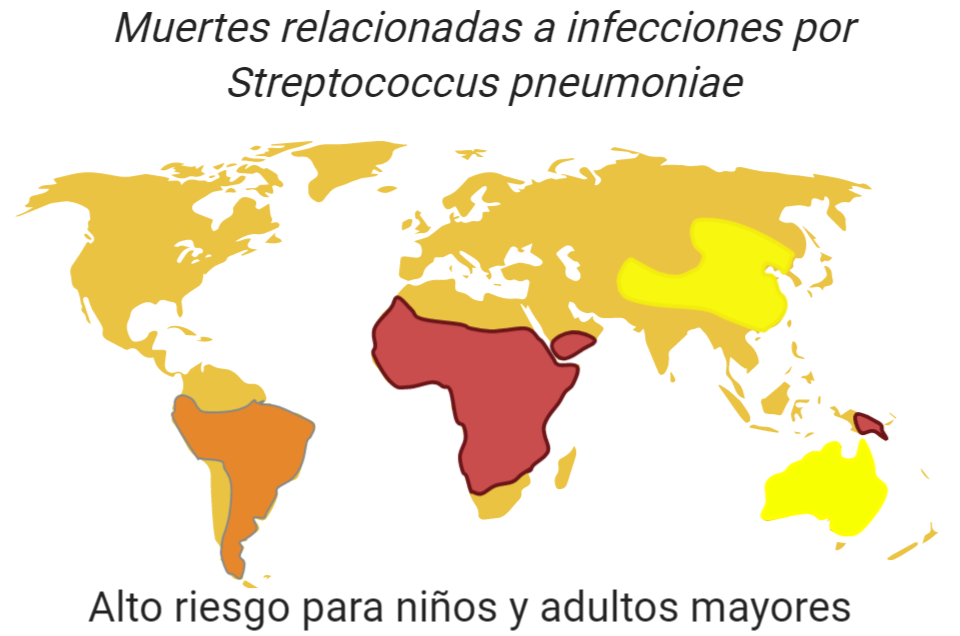 Muertes relacionadas a infecciones por
Streptococcus pneumoniae
Alto riesgo para niños y adultos mayores